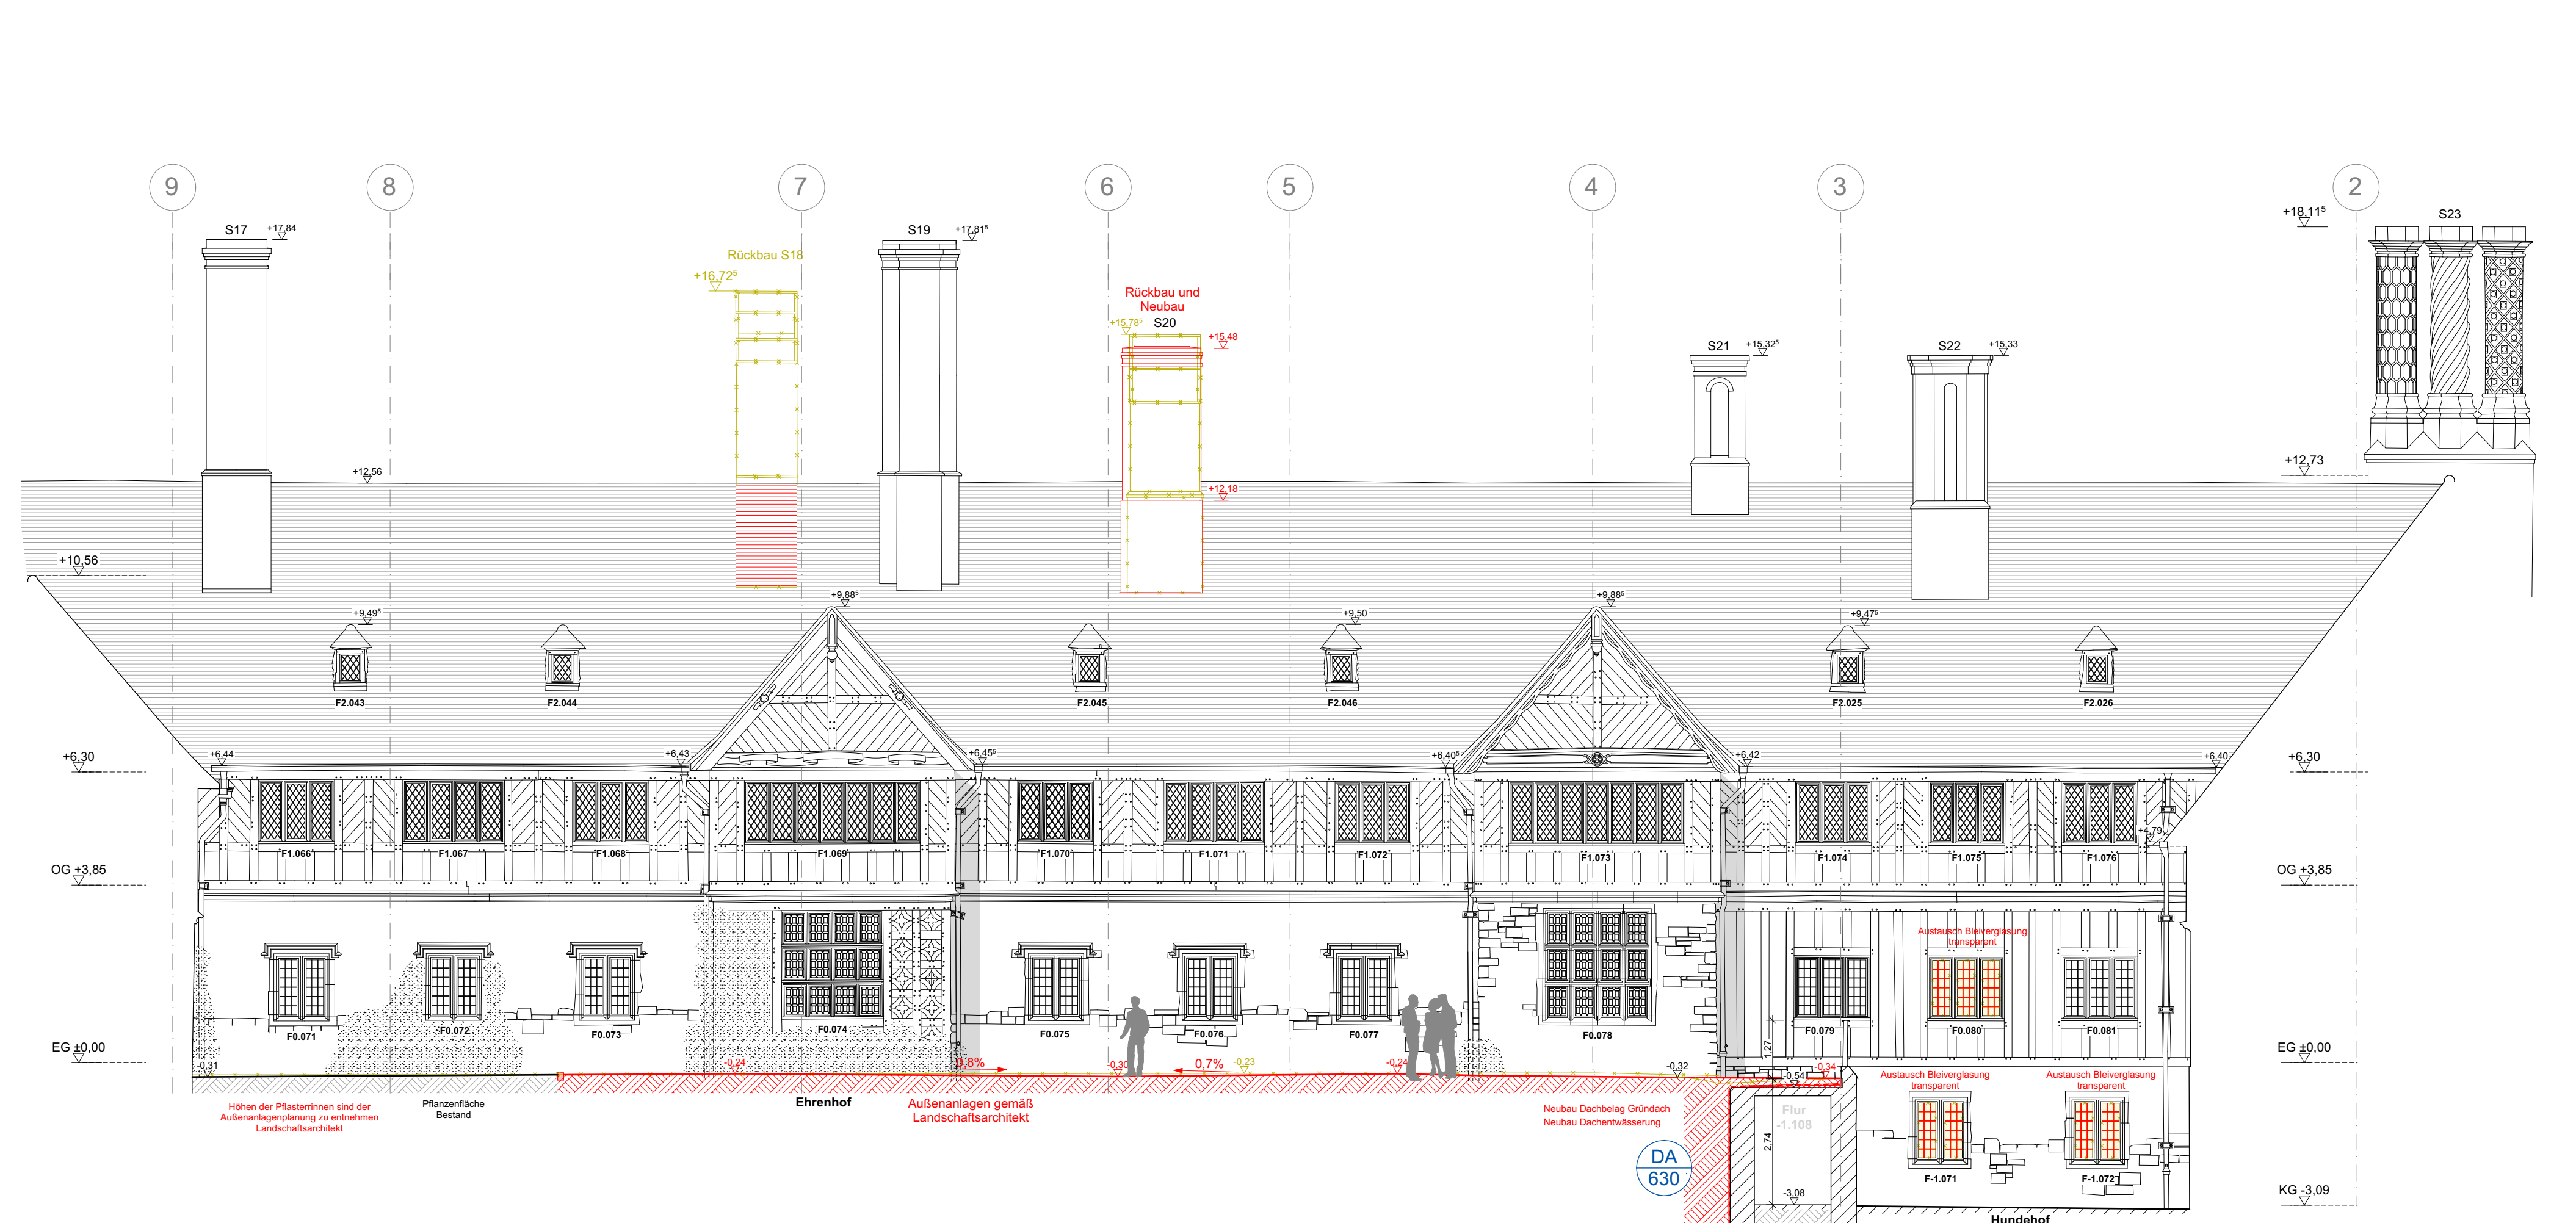 9 8 7 6 5 4 3 2
S17 +17,84
S19 +17,81⁵
+18,11⁵ S23
Rückbau S18
+16,72⁵
Rückbau und
Neubau
+15,78⁵ S20
+15,48
S21 +15,32⁵
S22 +15,33
+12,56
+12,18
+12,73
+10,56
+9,49⁵
+9,88⁵
+9,50
+9,88⁵
+9,47⁵
F2.043 F2.044 F2.045 F2.046 F2.025 F2.026
+6,30 +6,44 +6,43 +6,45⁵ +6,40⁵ +6,42 +6,40 +6,30
+4,79
F1.066 F1.067 F1.068 F1.069 F1.070 F1.071 F1.072 F1.073 F1.074 F1.075 F1.076
OG +3,85 OG +3,85
Austausch Bleiverglasung
transparent
F0.071 F0.072 F0.073 F0.074 F0.075 F0.076 F0.077 F0.078 F0.079 F0.080 F0.081
EG ±0,00 EG ±0,00
1,27
-0,31 -0,24 0,8% -0,30 0,7% -0,23 -0,24 -0,32 -0,54 -0,34
Austausch Bleiverglasung
transparent
Austausch Bleiverglasung
transparent
Höhen der Pflasterrinnen sind der
Außenanlagenplanung zu entnehmen
Landschaftsarchitekt
Pflanzenfläche
Bestand
Ehrenhof
Außenanlagen gemäß
Landschaftsarchitekt
Neubau Dachbelag Gründach
Neubau Dachentwässerung
Flur
-1.108
2,74
DA
630
F-1.071 F-1.072
-3,08
KG -3,09
Hundehof